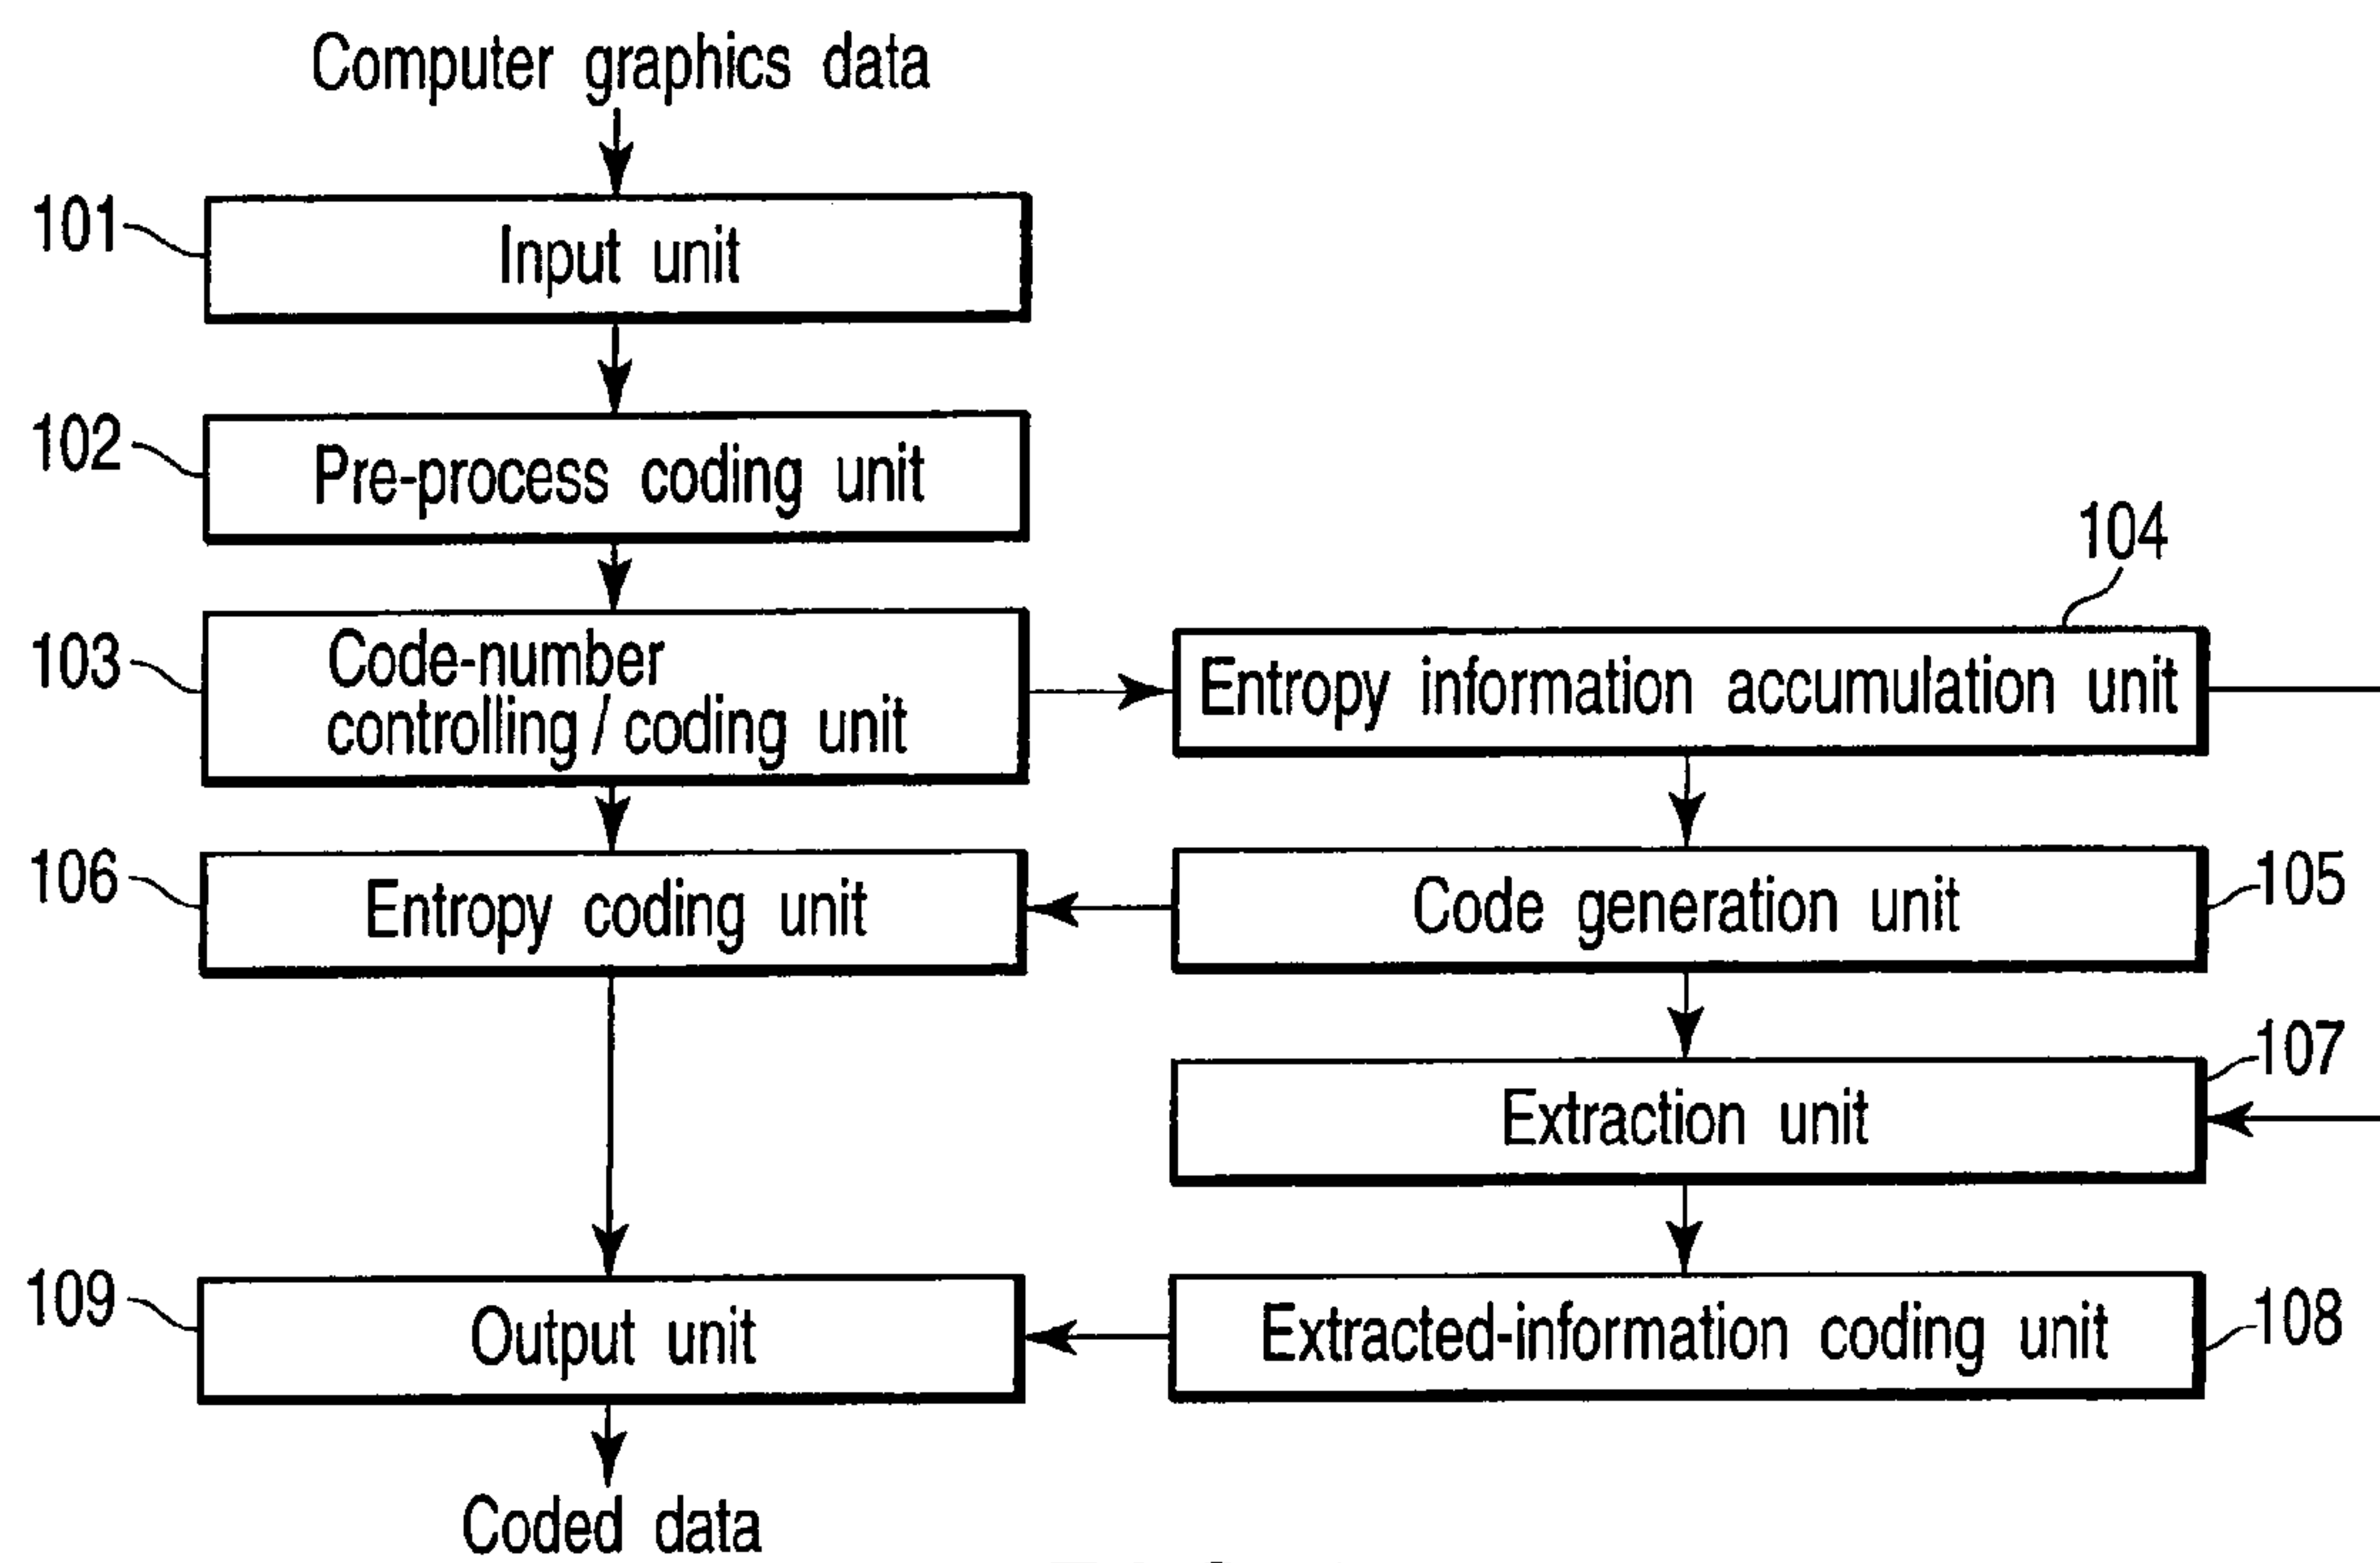 Computer graphics data
101
Input unit
102
Pre-process coding unit
103
Code-number
controlling / coding unit
104
Entropy information accumulation unit
106
Entropy coding unit
Code generation unit
105
107
Extraction unit
109
Output unit
Extracted-information coding unit
108
Coded data